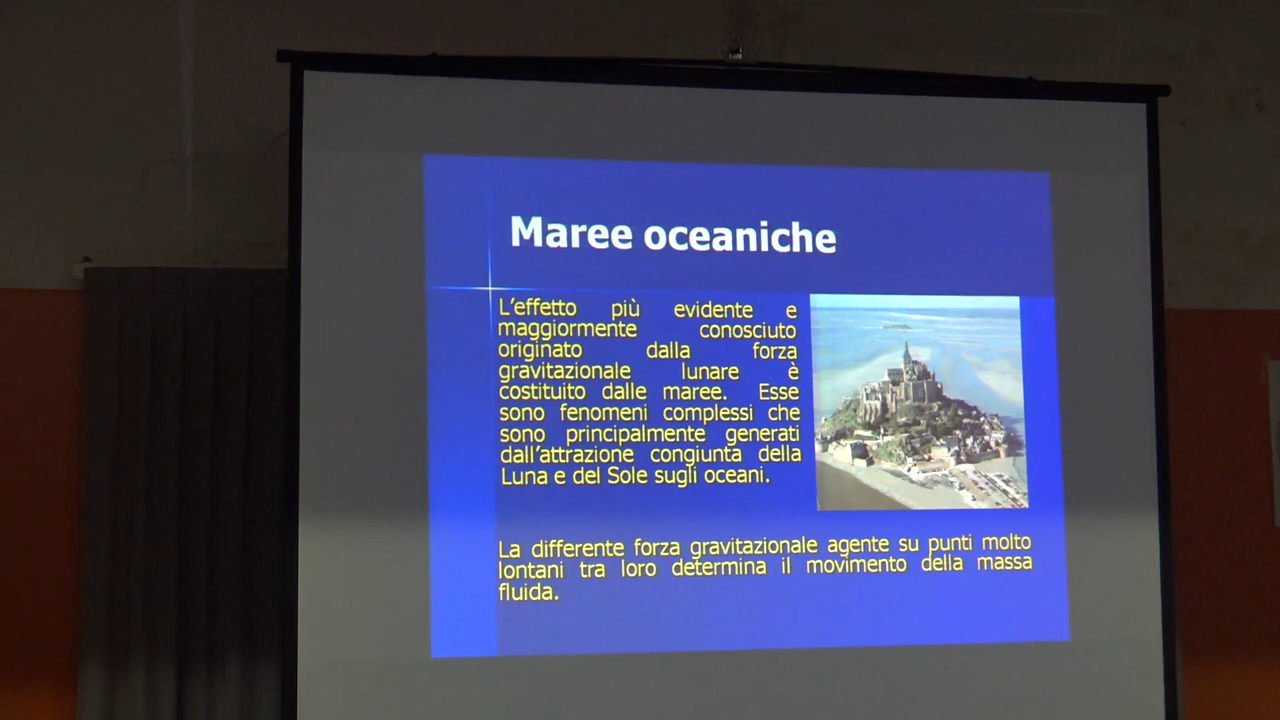 Maree oceaniche
L'effetto più evidente e
maggiormente conosciuto
originato dalla forza
gravitazionale lunare è
costituito dalle maree. Esse
sono fenomeni complessi che
sono principalmente generati
dall'attrazione congiunta della
Luna e del Sole sugli oceani.
La differente forza gravitazionale agente su punti molto
lontani tra loro determina il movimento della massa
fluida.